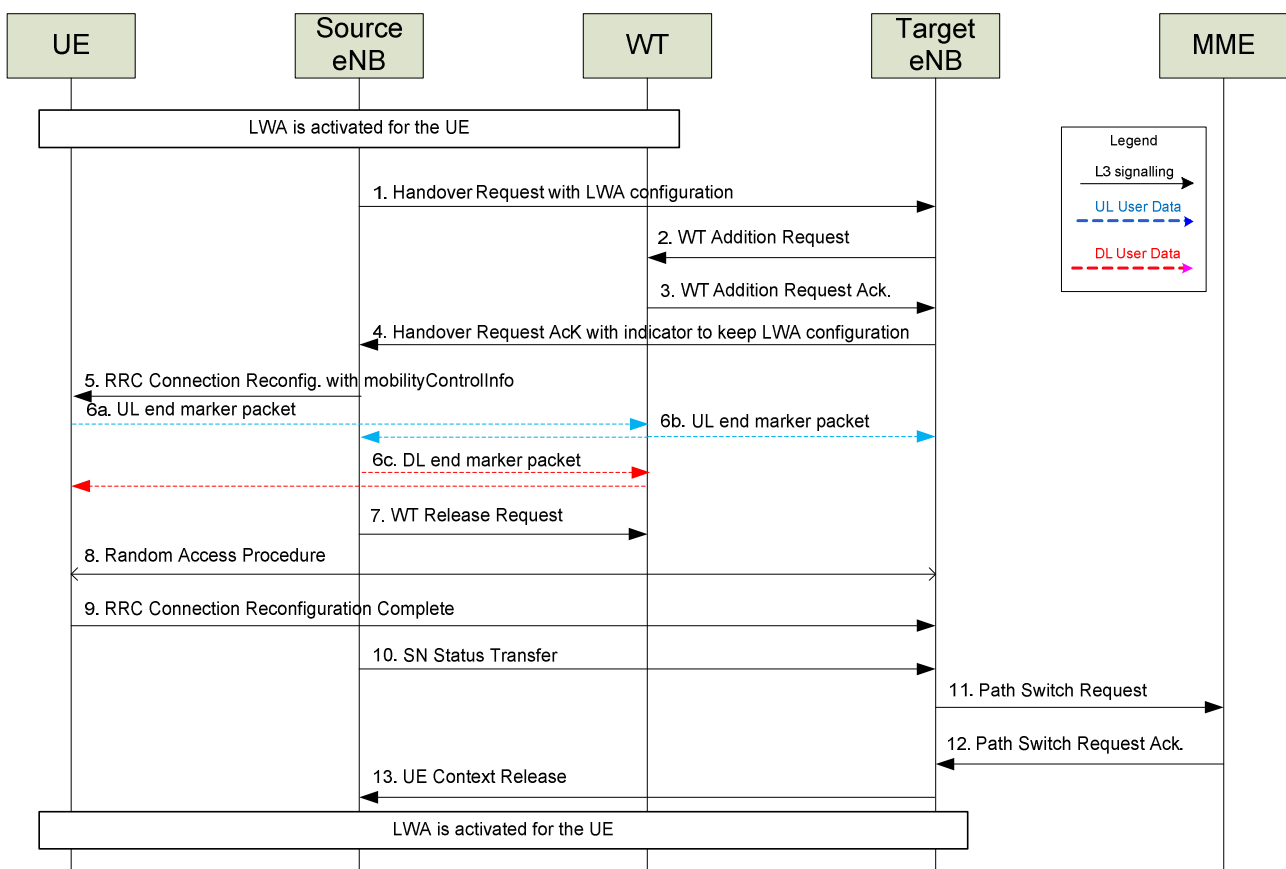 UE
Source
eNB
WT
Target
eNB
MME
LWA is activated for the UE
Legend
L3 signalling
UL User Data
DL User Data
1. Handover Request with LWA configuration
2. WT Addition Request
3. WT Addition Request Ack.
4. Handover Request AcK with indicator to keep LWA configuration
5. RRC Connection Reconfig. with mobilityControlInfo
6a. UL end marker packet
6b. UL end marker packet
6c. DL end marker packet
7. WT Release Request
8. Random Access Procedure
9. RRC Connection Reconfiguration Complete
10. SN Status Transfer
11. Path Switch Request
12. Path Switch Request Ack.
13. UE Context Release
LWA is activated for the UE